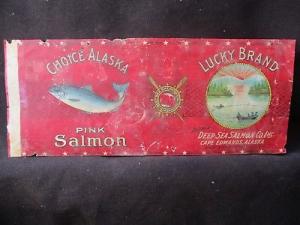 CHOICE ALASKA
PINK
Salmon
LUCKY BRAND
DEEP SEA SALMON CO. INC.
CAPE EDWARDS, ALASKA